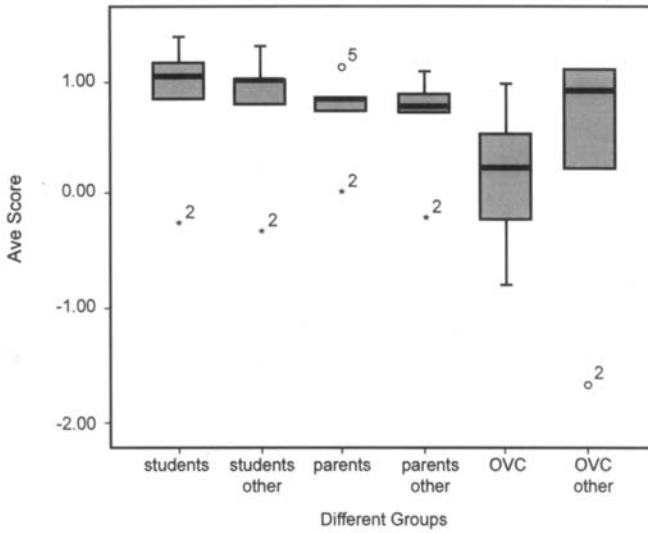 5
1.00
2
2
2
2
0.00
-1.00
2
-2.00
Ave Score
students
students
other
parents
parents
other
OVC
OVC
other
Different Groups